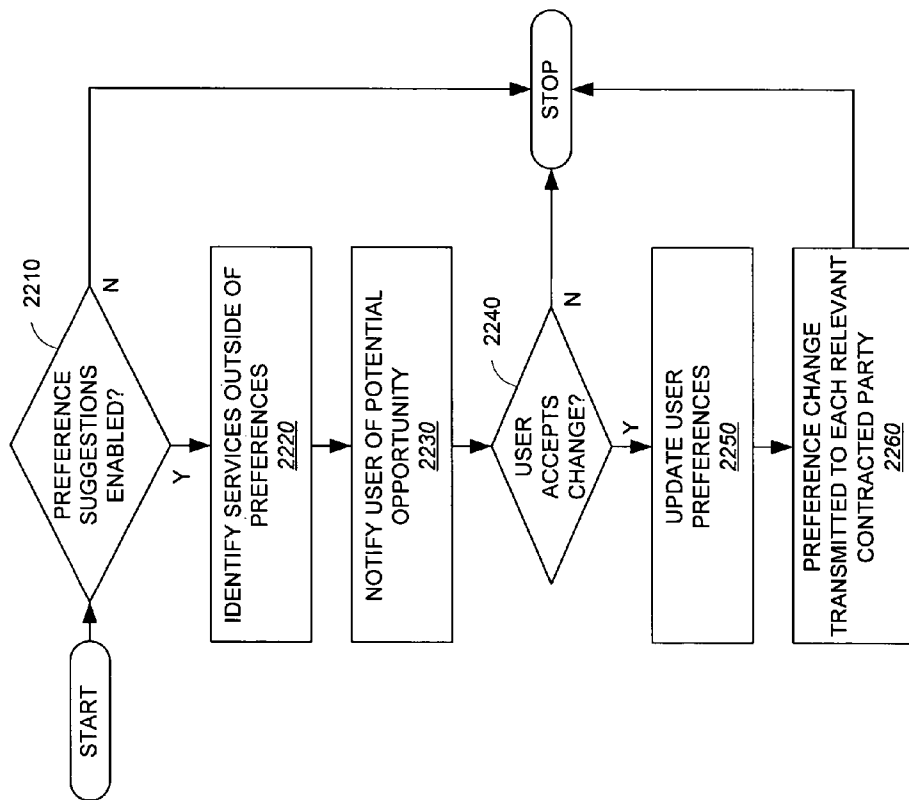 START
PREFERENCE
SUGGESTIONS
ENABLED?
2210
Y
N
IDENTIFY SERVICES OUTSIDE OF
PREFERENCES
2220
NOTIFY USER OF POTENTIAL
OPPORTUNITY
2230
USER
ACCEPTS
CHANGE?
2240
N
Y
STOP
UPDATE USER
PREFERENCES
2250
PREFERENCE CHANGE
TRANSMITTED TO EACH RELEVANT
CONTRACTED PARTY
2260